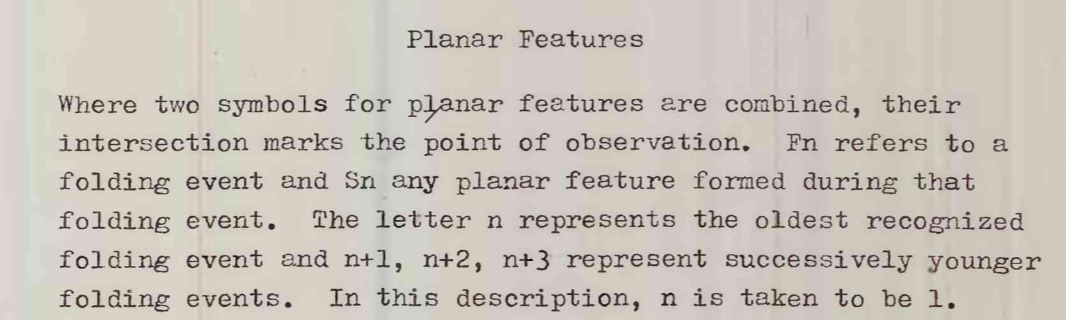 Planar Features
Where two symbols for planar features are combined, their
intersection marks the point of observation. Fn refers to a
folding event and Sn any planar feature formed during that
folding event. The letter n represents the oldest recognized
folding event and n+1, n+2, n+3 represent successively younger
folding events. In this description, n is taken to be 1.